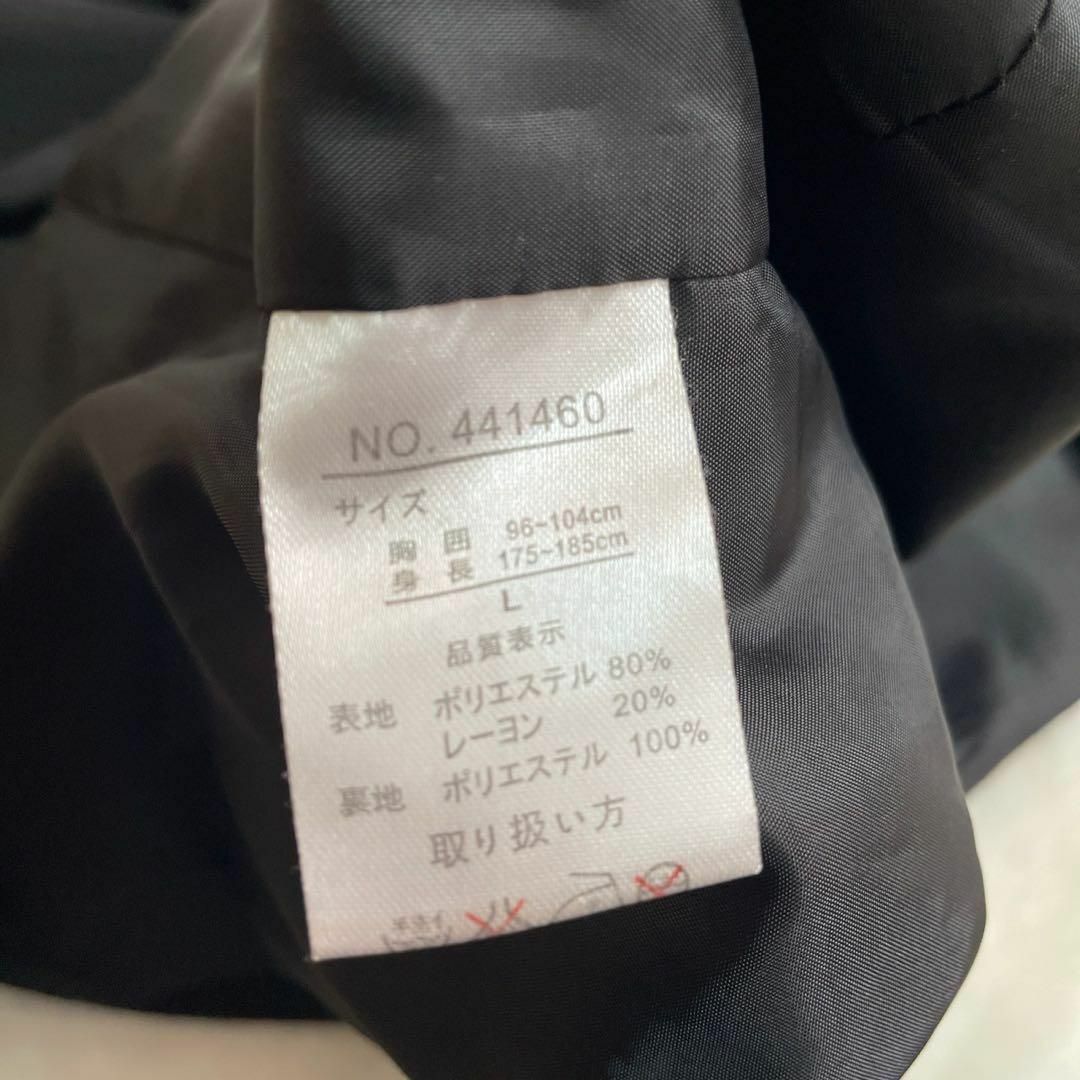 NO. 441460
サイズ
胸 囲 96~104cm
身 長 175~185cm
L
品質表示
表地 ポリエステル 80%
レーヨン 20%
裏地 ポリエステル 100%
取り扱い方